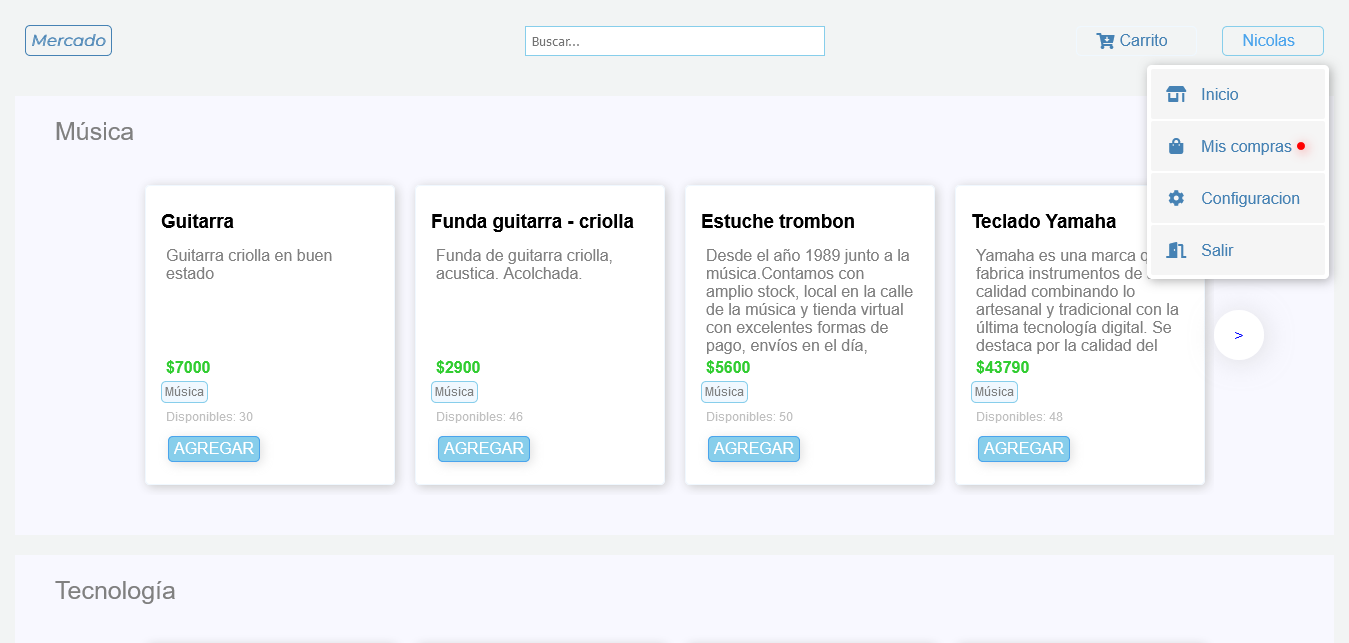 Mercado
Buscar...
Carrito
Nicolas
Inicio
Mis compras
Configuracion
Salir
Música
Guitarra
Guitarra criolla en buen
estado
$7000
Música
Disponibles: 30
AGREGAR
Funda guitarra - criolla
Funda de guitarra criolla,
acustica. Acolchada.
$2900
Música
Disponibles: 46
AGREGAR
Estuche trombon
Desde el año 1989 junto a la
música.Contamos con
amplio stock, local en la calle
de la música y tienda virtual
con excelentes formas de
pago, envíos en el día,
$5600
Música
Disponibles: 50
AGREGAR
Teclado Yamaha
Yamaha es una marca
fabrica instrumentos de
calidad combinando lo
artesanal y tradicional con la
última tecnología digital. Se
destaca por la calidad del
$43790
Música
Disponibles: 48
AGREGAR
>
Tecnología